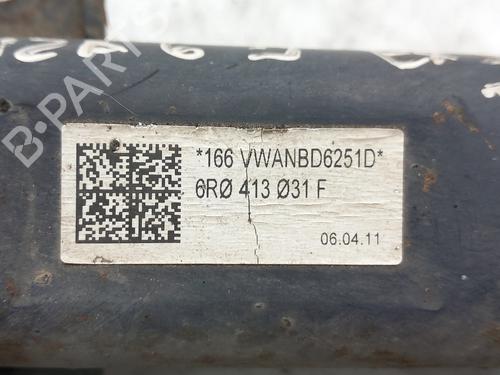 *166 VWANBD6251D*
6RØ 413 Ø31 F
06.04.11
B-PARTS